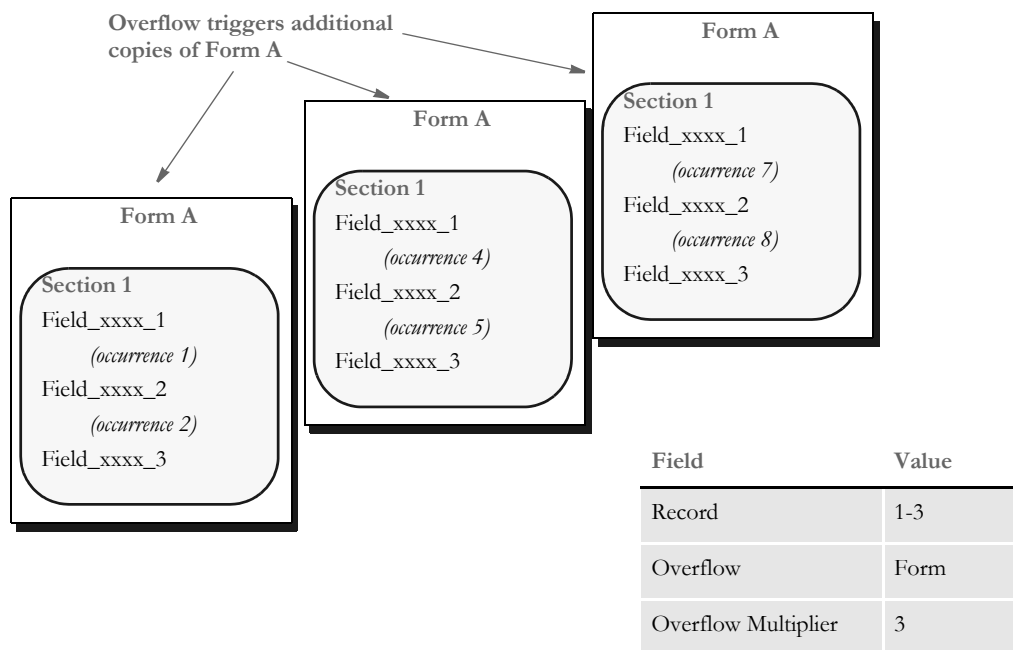 Overflow triggers additional
copies of Form A
Form A
Section 1
Field_xxxx_1
(occurrence 1)
Field_xxxx_2
(occurrence 2)
Field_xxxx_3
Form A
Section 1
Field_xxxx_1
(occurrence 4)
Field_xxxx_2
(occurrence 5)
Field_xxxx_3
Form A
Section 1
Field_xxxx_1
(occurrence 7)
Field_xxxx_2
(occurrence 8)
Field_xxxx_3
Field Value
Record 1-3
Overflow Form
Overflow Multiplier 3